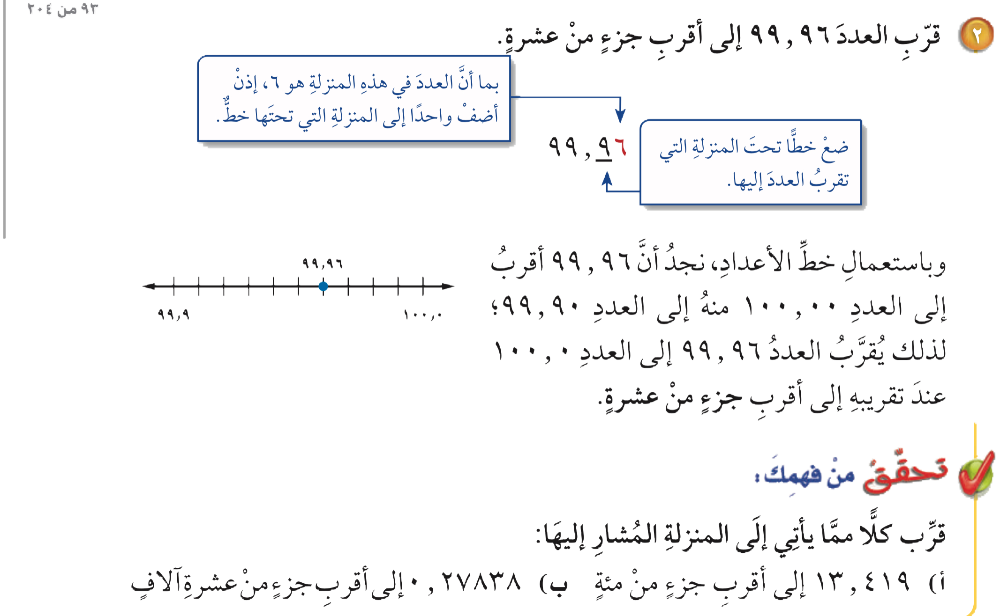 ٩٣ من ٢٠٤
٢ قرّبِ العددَ ٩٩,٩٦ إلى أقربِ جزءٍ منْ عشرةٍ.
بما أنَّ العددَ في هذهِ المنزلةِ هو ٦، إذنْ
أضفْ واحدًا إلى المنزلةِ التي تحتَها خطٌّ.
٩٩,٩٦
ضعْ خطًّا تحتَ المنزلةِ التي
تقربُ العددَ إليها.
وباستعمالِ خطِّ الأعدادِ، نجدُ أنَّ ٩٩,٩٦ أقربُ
إلى العددِ ١٠٠,٠٠ منهُ إلى العددِ ٩٩,٩٠؛
لذلك يُقرَّبُ العددُ ٩٩,٩٦ إلى العددِ ١٠٠,٠
عندَ تقريبهِ إلى أقربِ جزءٍ منْ عشرةٍ.
٩٩,٩٦
٩٩,٩ ١٠٠,٠
تحقَّقْ منْ فهمِكَ:
قرِّب كلًّا ممَّا يأتِي إلَى المنزلةِ المُشارِ إليهَا:
أ) ١٣,٤١٩ إلى أقربِ جزءٍ منْ مئةٍ ب) ٠,٢٧٨٣٨ إلى أقربِ جزءٍ منْ عشرةِ آلافٍ